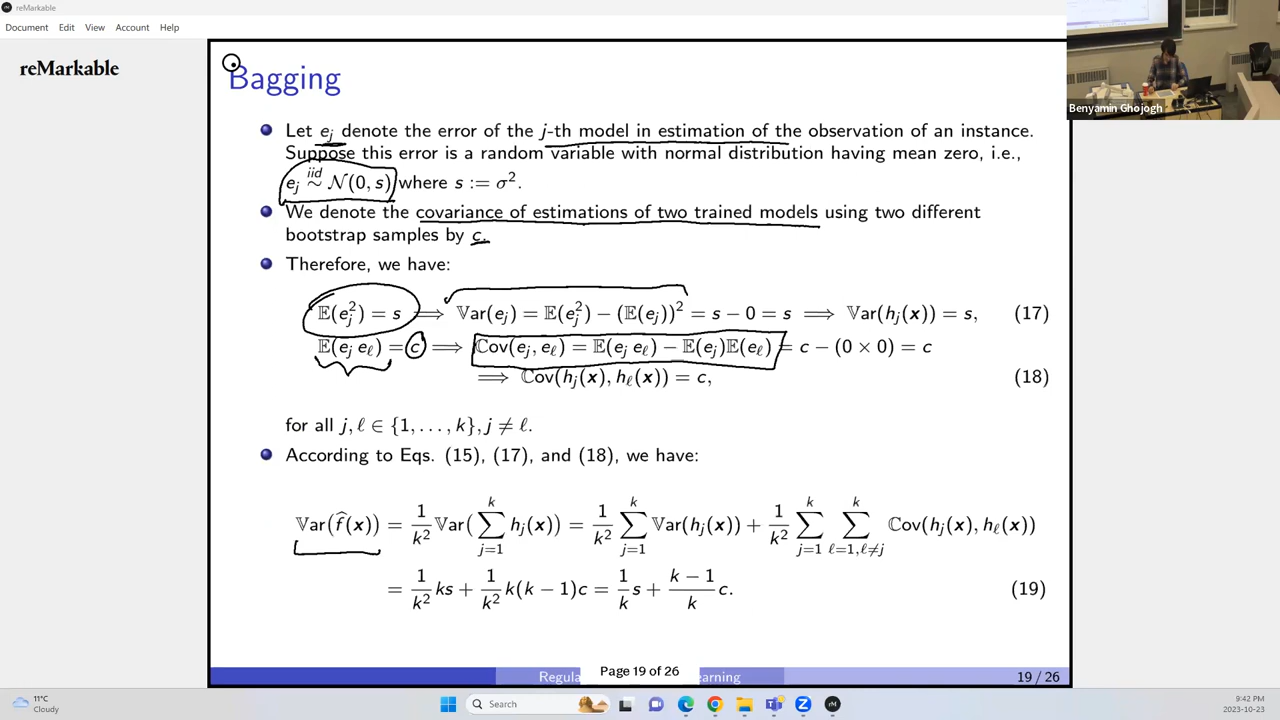 reMarkable
Document Edit View Account Help
reMarkable
Benyamin Ghojogh
Bagging
Let e_j denote the error of the j-th model in estimation of the observation of an instance.
Suppose this error is a random variable with normal distribution having mean zero, i.e.,
e_j iid ∼ N(0, s) where s := σ².
We denote the covariance of estimations of two trained models using two different
bootstrap samples by c.
Therefore, we have:
𝔼(e_j²) = s ⟹ 𝕍ar(e_j) = 𝔼(e_j²) − (𝔼(e_j))² = s − 0 = s ⟹ 𝕍ar(h_j(x)) = s, (17)
𝔼(e_j e_ℓ) = c ⟹ ℂov(e_j, e_ℓ) = 𝔼(e_j e_ℓ) − 𝔼(e_j)𝔼(e_ℓ) = c − (0 × 0) = c
⟹ ℂov(h_j(x), h_ℓ(x)) = c, (18)
for all j, ℓ ∈ {1, . . . , k}, j ≠ ℓ.
According to Eqs. (15), (17), and (18), we have:
𝕍ar(f̂(x)) = 1/k² 𝕍ar(∑_{j=1}^{k} h_j(x)) = 1/k² ∑_{j=1}^{k} 𝕍ar(h_j(x)) + 1/k² ∑_{j=1}^{k} ∑_{ℓ=1,ℓ≠j}^{k} ℂov(h_j(x), h_ℓ(x))
= 1/k² ks + 1/k² k(k − 1)c = 1/k s + k − 1/k c. (19)
Regula
Page 19 of 26
earning
19 / 26
11°C
Cloudy
Search
9:42 PM
2023-10-23